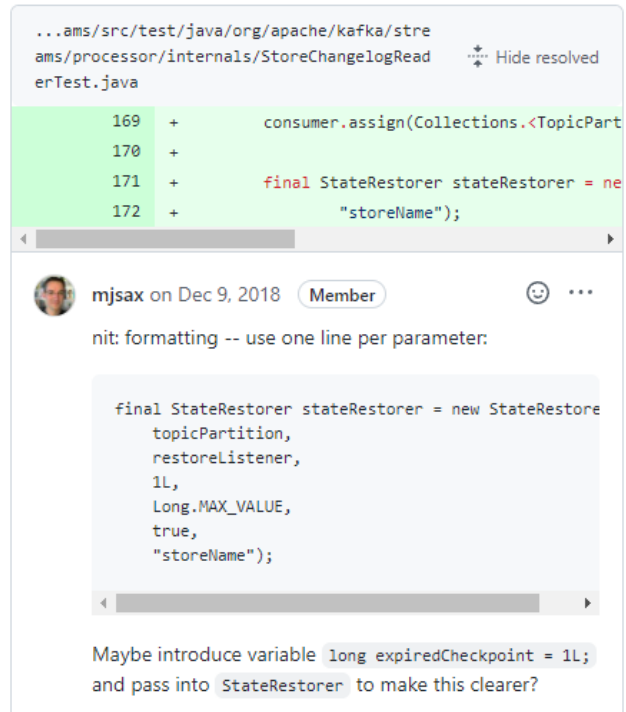 ...ams/src/test/java/org/apache/kafka/stre
ams/processor/internals/StoreChangelogRead
erTest.java
Hide resolved
169 + consumer.assign(Collections.<TopicPart
170 +
171 + final StateRestorer stateRestorer = ne
172 + "storeName");
mjsax on Dec 9, 2018 Member
nit: formatting -- use one line per parameter:
final StateRestorer stateRestorer = new StateRestore
topicPartition,
restoreListener,
1L,
Long.MAX_VALUE,
true,
"storeName");
Maybe introduce variable long expiredCheckpoint = 1L;
and pass into StateRestorer to make this clearer?